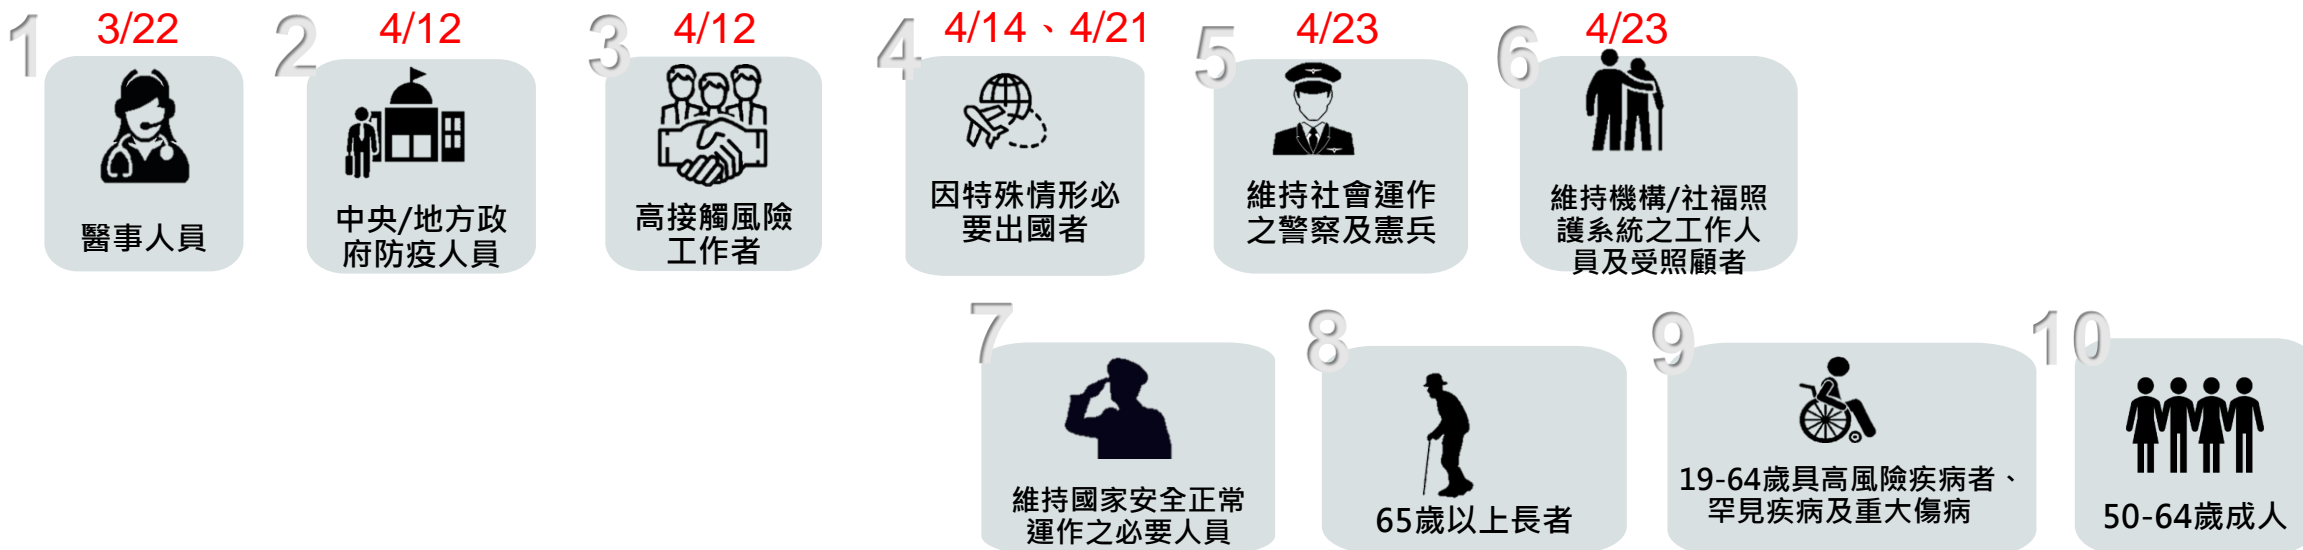 1
3/22
醫事人員
2
4/12
中央/地方政
府防疫人員
3
4/12
高接觸風險
工作者
4
4/14、4/21
因特殊情形必
要出國者
5
4/23
維持社會運作
之警察及憲兵
6
4/23
維持機構/社福照
護系統之工作人
員及受照顧者
7
維持國家安全正常
運作之必要人員
8
65歲以上長者
9
19-64歲具高風險疾病者、
罕見疾病及重大傷病
10
50-64歲成人